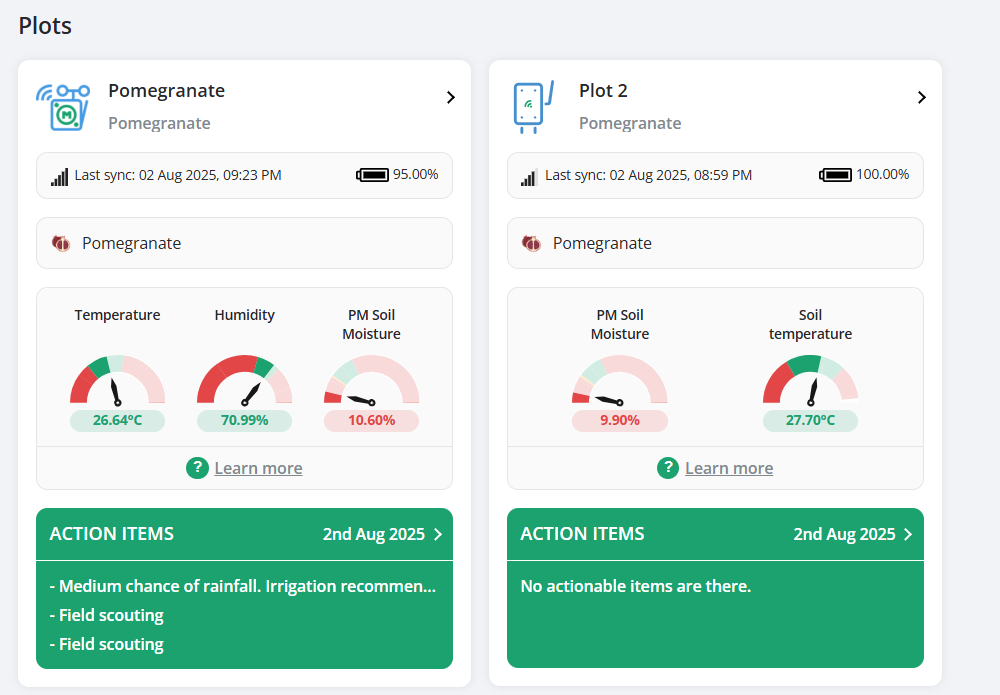 Plots
Pomegranate
Pomegranate
Last sync: 02 Aug 2025, 09:23 PM
95.00%
Pomegranate
Temperature
Humidity
PM Soil
Moisture
26.64°C
70.99%
10.60%
? Learn more
ACTION ITEMS
2nd Aug 2025
- Medium chance of rainfall. Irrigation recommen...
- Field scouting
- Field scouting
Plot 2
Pomegranate
Last sync: 02 Aug 2025, 08:59 PM
100.00%
Pomegranate
PM Soil
Moisture
Soil
temperature
9.90%
27.70°C
? Learn more
ACTION ITEMS
2nd Aug 2025
No actionable items are there.